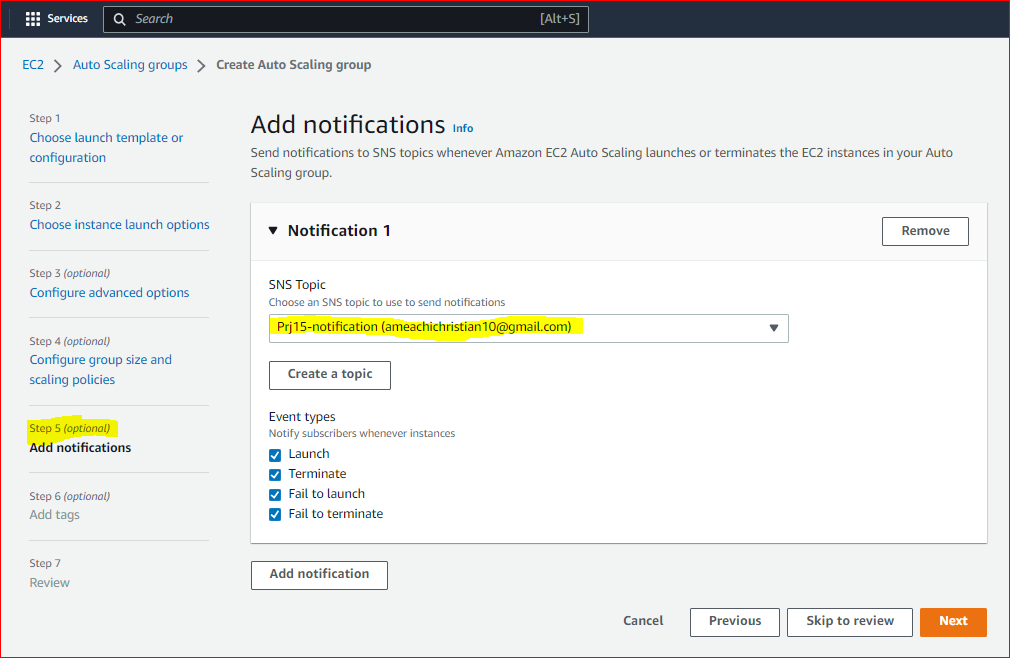 Services Search [Alt+S]
EC2 > Auto Scaling groups > Create Auto Scaling group
Step 1
Choose launch template or
configuration
Step 2
Choose instance launch options
Step 3 (optional)
Configure advanced options
Step 4 (optional)
Configure group size and
scaling policies
Step 5 (optional)
Add notifications
Step 6 (optional)
Add tags
Step 7
Review
Add notifications Info
Send notifications to SNS topics whenever Amazon EC2 Auto Scaling launches or terminates the EC2 instances in your Auto
Scaling group.
Notification 1 Remove
SNS Topic
Choose an SNS topic to use to send notifications
Prj15-notification (ameachichristian10@gmail.com)
Create a topic
Event types
Notify subscribers whenever instances
Launch
Terminate
Fail to launch
Fail to terminate
Add notification
Cancel Previous Skip to review Next